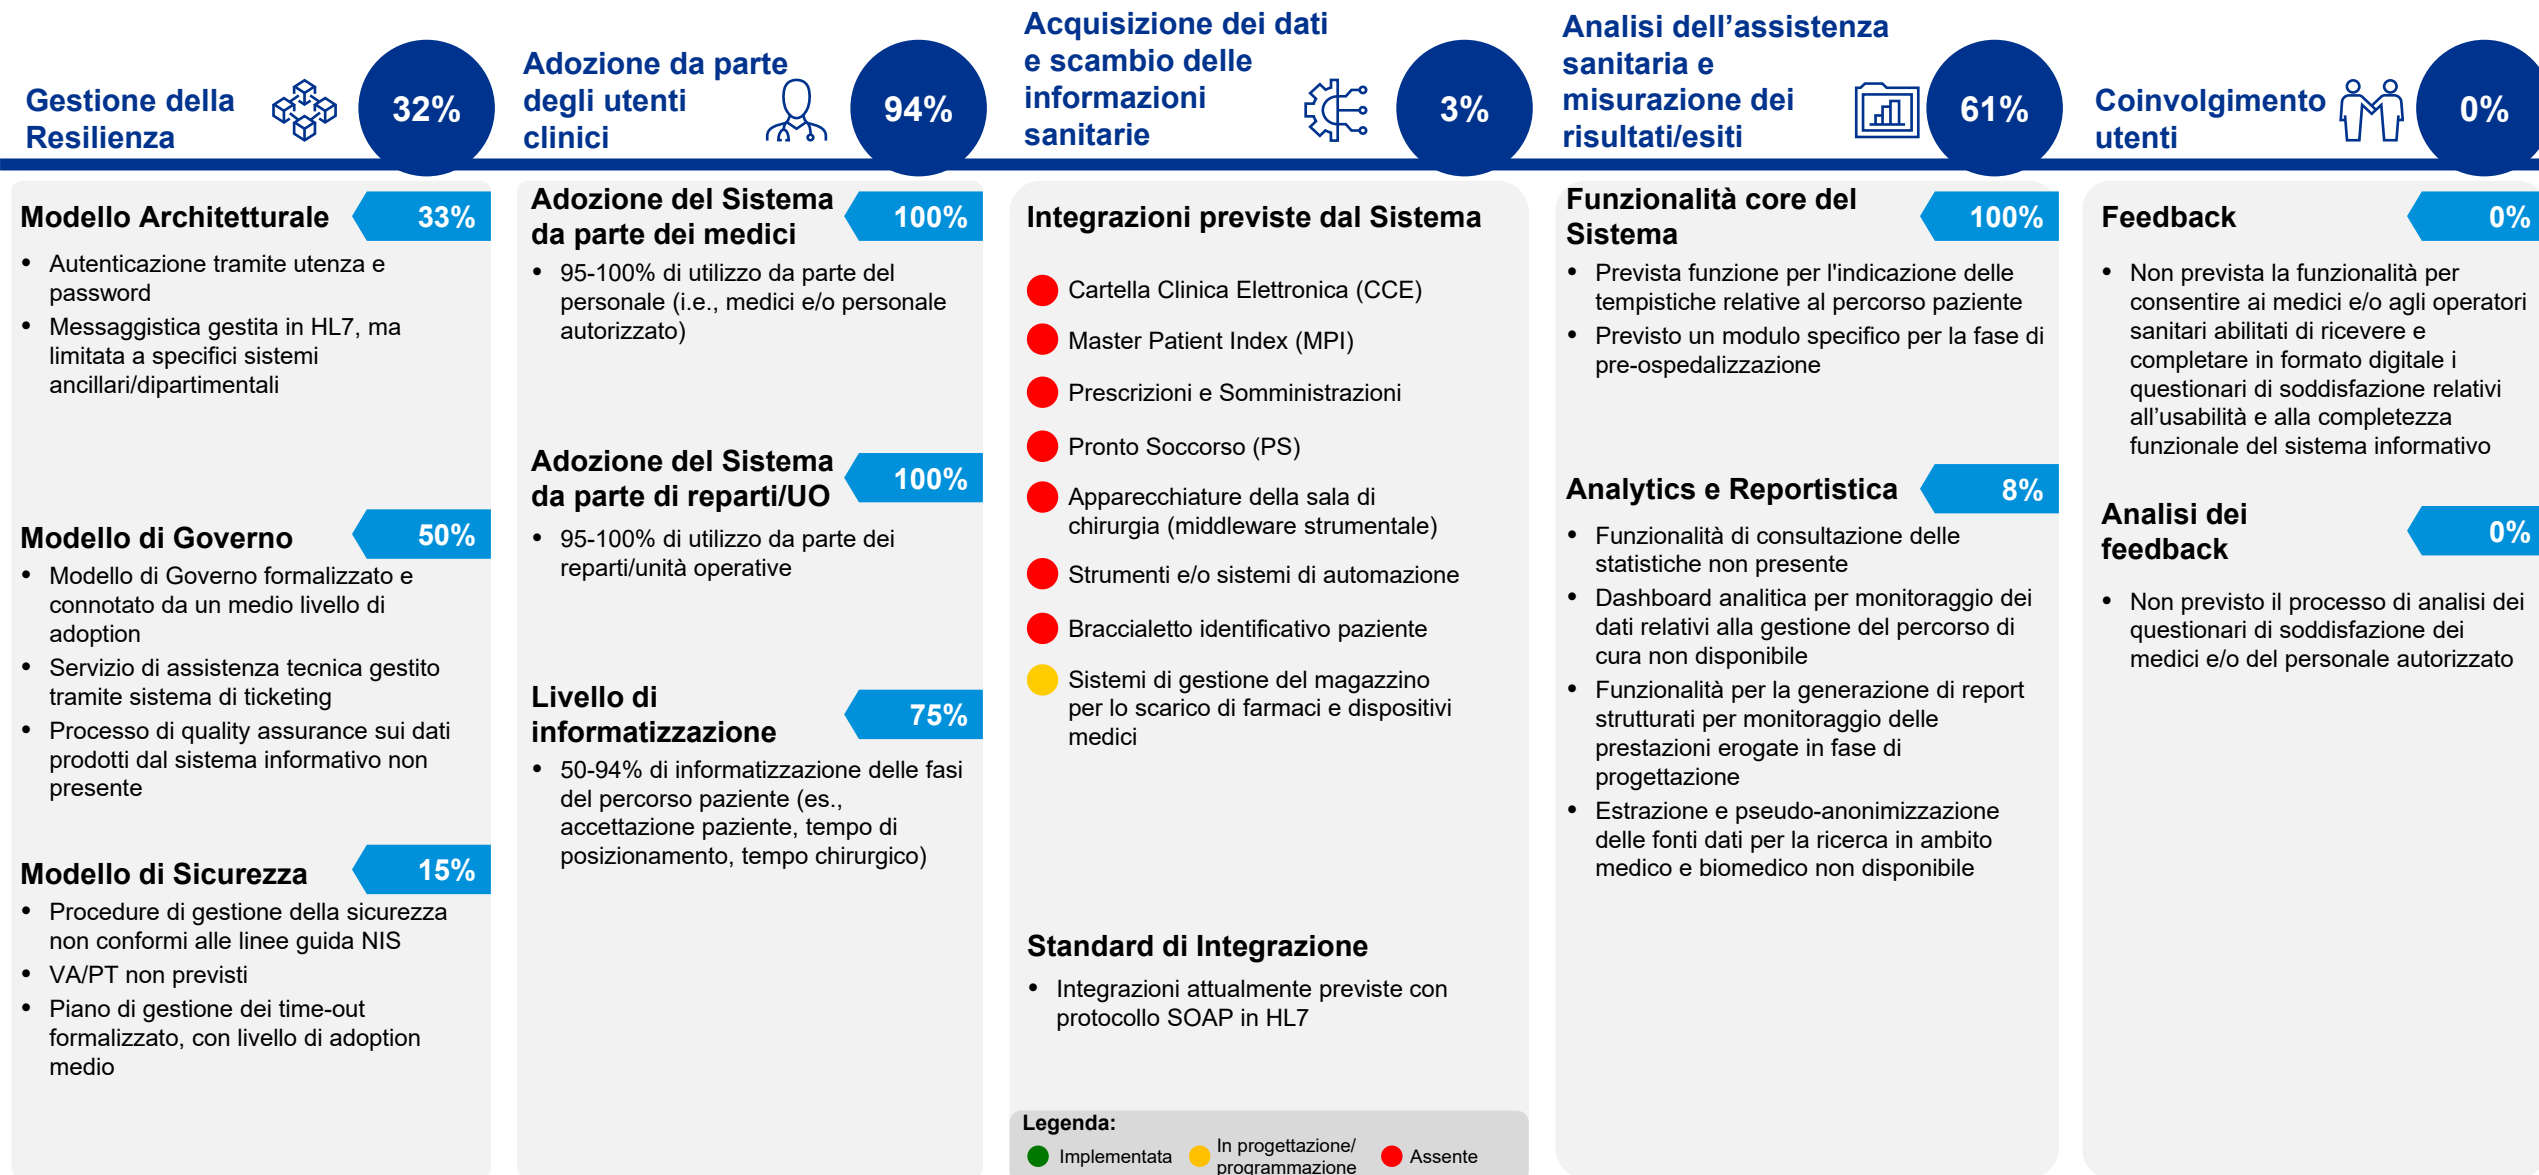 Gestione della
Resilienza
32%
Adozione da parte
degli utenti
clinici
94%
Acquisizione dei dati
e scambio delle
informazioni
sanitarie
3%
Analisi dell’assistenza
sanitaria e
misurazione dei
risultati/esiti
61%
Coinvolgimento
utenti
0%
Modello Architetturale
33%
• Autenticazione tramite utenza e
password
• Messaggistica gestita in HL7, ma
limitata a specifici sistemi
ancillari/dipartimentali
Modello di Governo
50%
• Modello di Governo formalizzato e
connotato da un medio livello di
adoption
• Servizio di assistenza tecnica gestito
tramite sistema di ticketing
• Processo di quality assurance sui dati
prodotti dal sistema informativo non
presente
Modello di Sicurezza
15%
• Procedure di gestione della sicurezza
non conformi alle linee guida NIS
• VA/PT non previsti
• Piano di gestione dei time-out
formalizzato, con livello di adoption
medio
Adozione del Sistema
da parte dei medici
100%
• 95-100% di utilizzo da parte del
personale (i.e., medici e/o personale
autorizzato)
Adozione del Sistema
da parte di reparti/UO
100%
• 95-100% di utilizzo da parte dei
reparti/unità operative
Livello di
informatizzazione
75%
• 50-94% di informatizzazione delle fasi
del percorso paziente (es.,
accettazione paziente, tempo di
posizionamento, tempo chirurgico)
Integrazioni previste dal Sistema
Cartella Clinica Elettronica (CCE)
Master Patient Index (MPI)
Prescrizioni e Somministrazioni
Pronto Soccorso (PS)
Apparecchiature della sala di
chirurgia (middleware strumentale)
Strumenti e/o sistemi di automazione
Braccialetto identificativo paziente
Sistemi di gestione del magazzino
per lo scarico di farmaci e dispositivi
medici
Standard di Integrazione
• Integrazioni attualmente previste con
protocollo SOAP in HL7
Legenda:
Implementata
In progettazione/
programmazione
Assente
Funzionalità core del
Sistema
100%
• Prevista funzione per l'indicazione delle
tempistiche relative al percorso paziente
• Previsto un modulo specifico per la fase di
pre-ospedalizzazione
Analytics e Reportistica
8%
• Funzionalità di consultazione delle
statistiche non presente
• Dashboard analitica per monitoraggio dei
dati relativi alla gestione del percorso di
cura non disponibile
• Funzionalità per la generazione di report
strutturati per monitoraggio delle
prestazioni erogate in fase di
progettazione
• Estrazione e pseudo-anonimizzazione
delle fonti dati per la ricerca in ambito
medico e biomedico non disponibile
Feedback
0%
• Non prevista la funzionalità per
consentire ai medici e/o agli operatori
sanitari abilitati di ricevere e
completare in formato digitale i
questionari di soddisfazione relativi
all’usabilità e alla completezza
funzionale del sistema informativo
Analisi dei
feedback
0%
• Non previsto il processo di analisi dei
questionari di soddisfazione dei
medici e/o del personale autorizzato